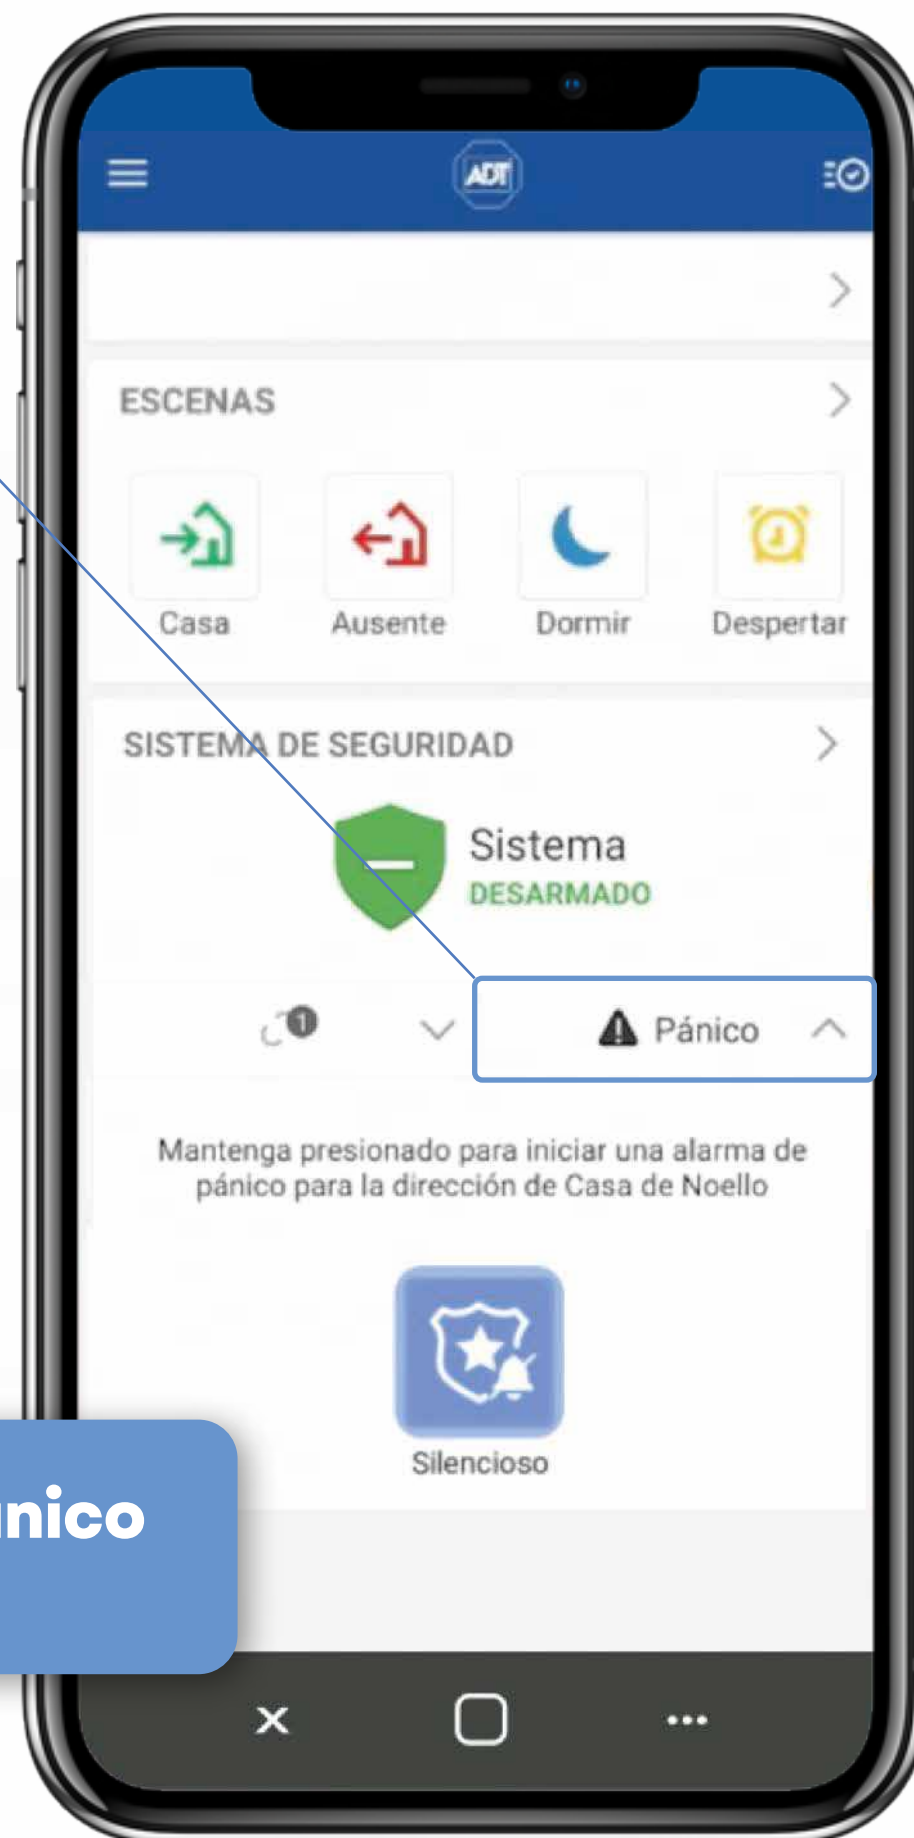 ADT
ESCENAS
Casa
Ausente
Dormir
Despertar
SISTEMA DE SEGURIDAD
Sistema
DESARMADO
1
Pánico
Mantenga presionado para iniciar una alarma de
pánico para la dirección de Casa de Noello
Silencioso
nico